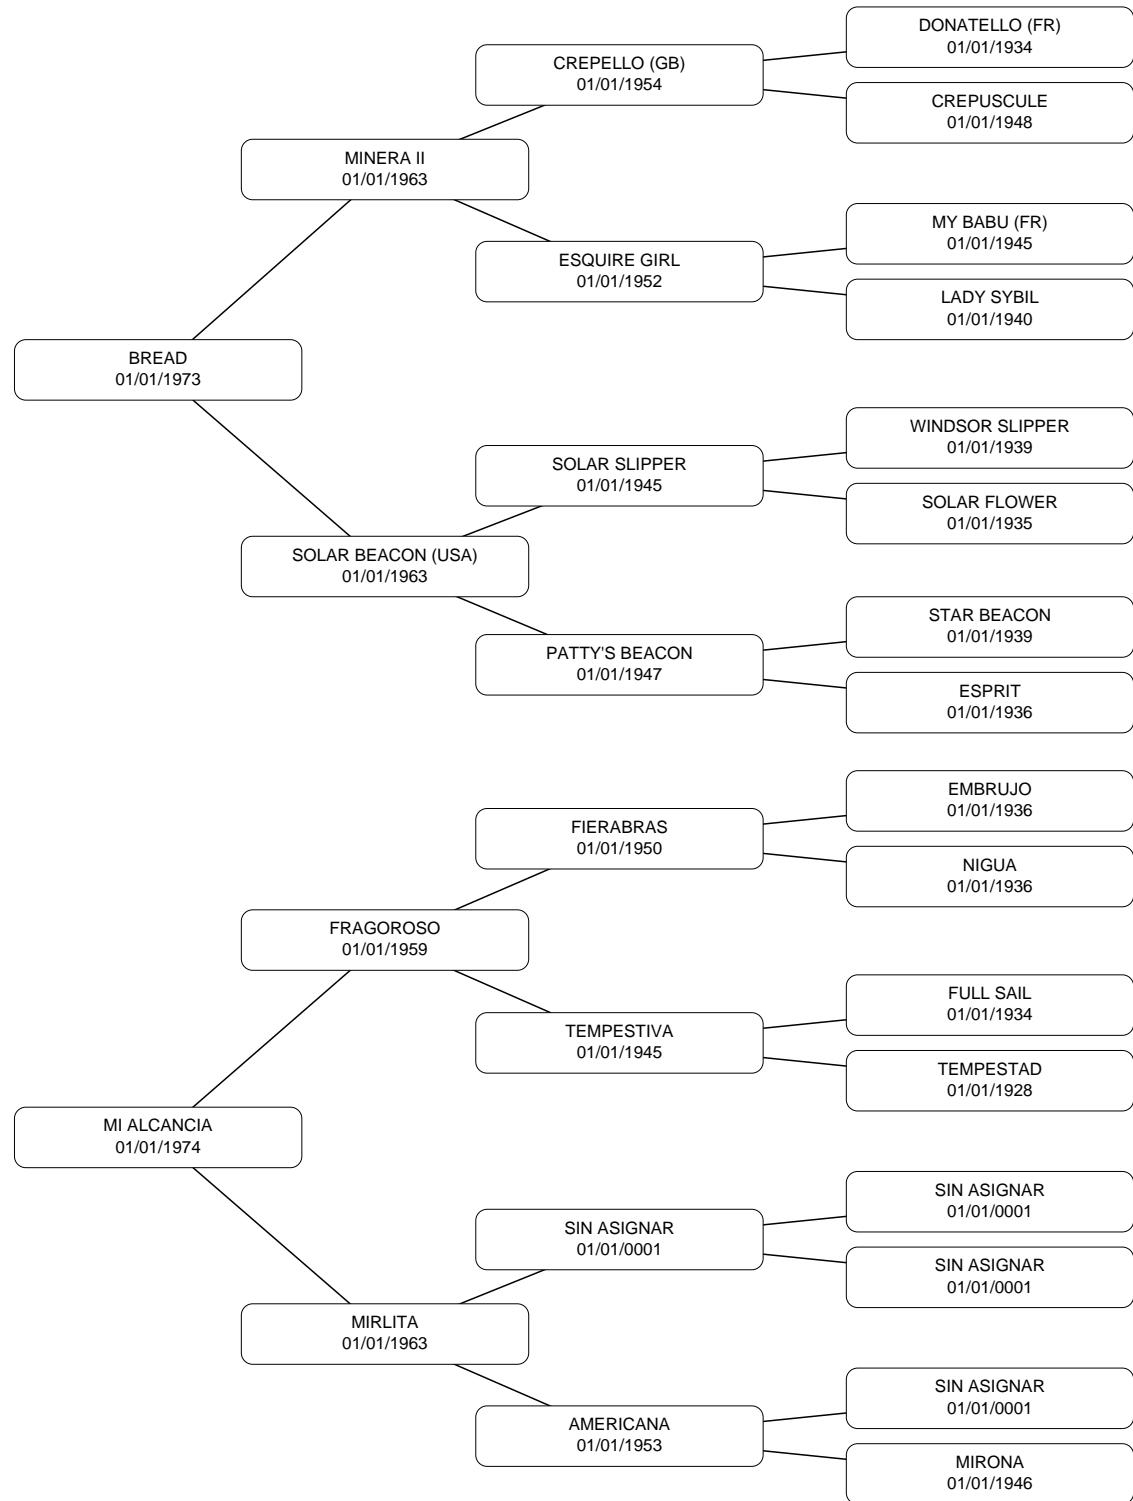 DONATELLO (FR)
01/01/1934
CREPELLO (GB)
01/01/1954
CREPUSCULE
01/01/1948
MINERA II
01/01/1963
MY BABU (FR)
01/01/1945
ESQUIRE GIRL
01/01/1952
LADY SYBIL
01/01/1940
BREAD
01/01/1973
WINDSOR SLIPPER
01/01/1939
SOLAR SLIPPER
01/01/1945
SOLAR FLOWER
01/01/1935
SOLAR BEACON (USA)
01/01/1963
STAR BEACON
01/01/1939
PATTY'S BEACON
01/01/1947
ESPRIT
01/01/1936
EMBRUJO
01/01/1936
FIERABRAS
01/01/1950
NIGUA
01/01/1936
FRAGOROSO
01/01/1959
FULL SAIL
01/01/1934
TEMPESTIVA
01/01/1945
TEMPESTAD
01/01/1928
MI ALCANCIA
01/01/1974
SIN ASIGNAR
01/01/0001
SIN ASIGNAR
01/01/0001
SIN ASIGNAR
01/01/0001
MIRLITA
01/01/1963
SIN ASIGNAR
01/01/0001
AMERICANA
01/01/1953
MIRONA
01/01/1946